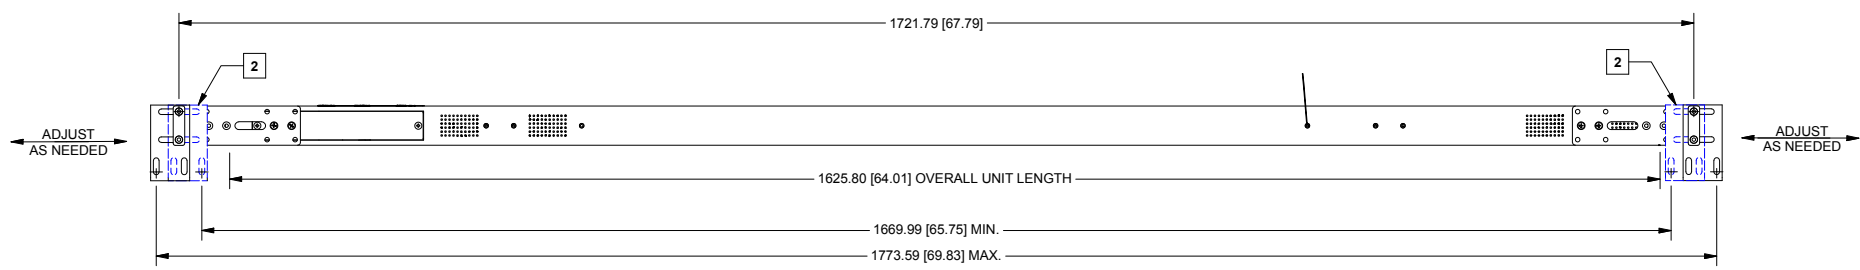 1721.79 [67.79]
2
2
ADJUST
AS NEEDED
ADJUST
AS NEEDED
1625.80 [64.01] OVERALL UNIT LENGTH
1669.99 [65.75] MIN.
1773.59 [69.83] MAX.